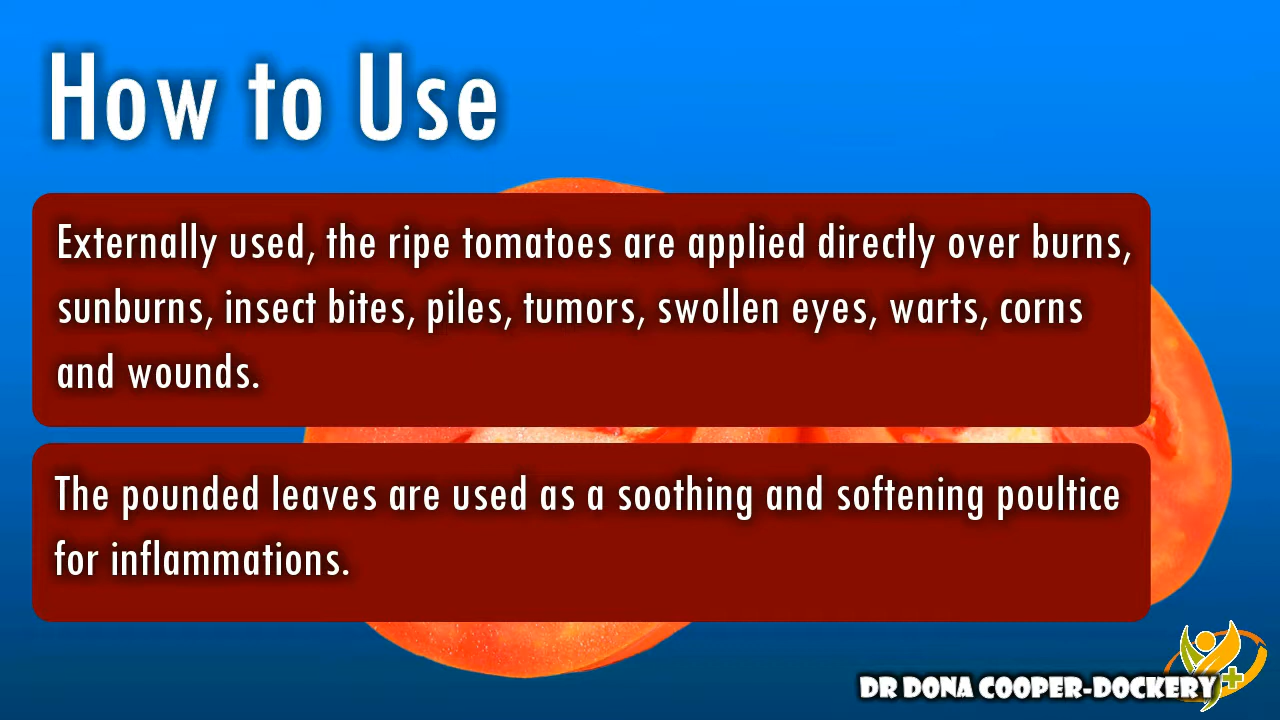 How to Use
Externally used, the ripe tomatoes are applied directly over burns,
sunburns, insect bites, piles, tumors, swollen eyes, warts, corns
and wounds.
The pounded leaves are used as a soothing and softening poultice
for inflammations.
DR DONA COOPER-DOCKERY